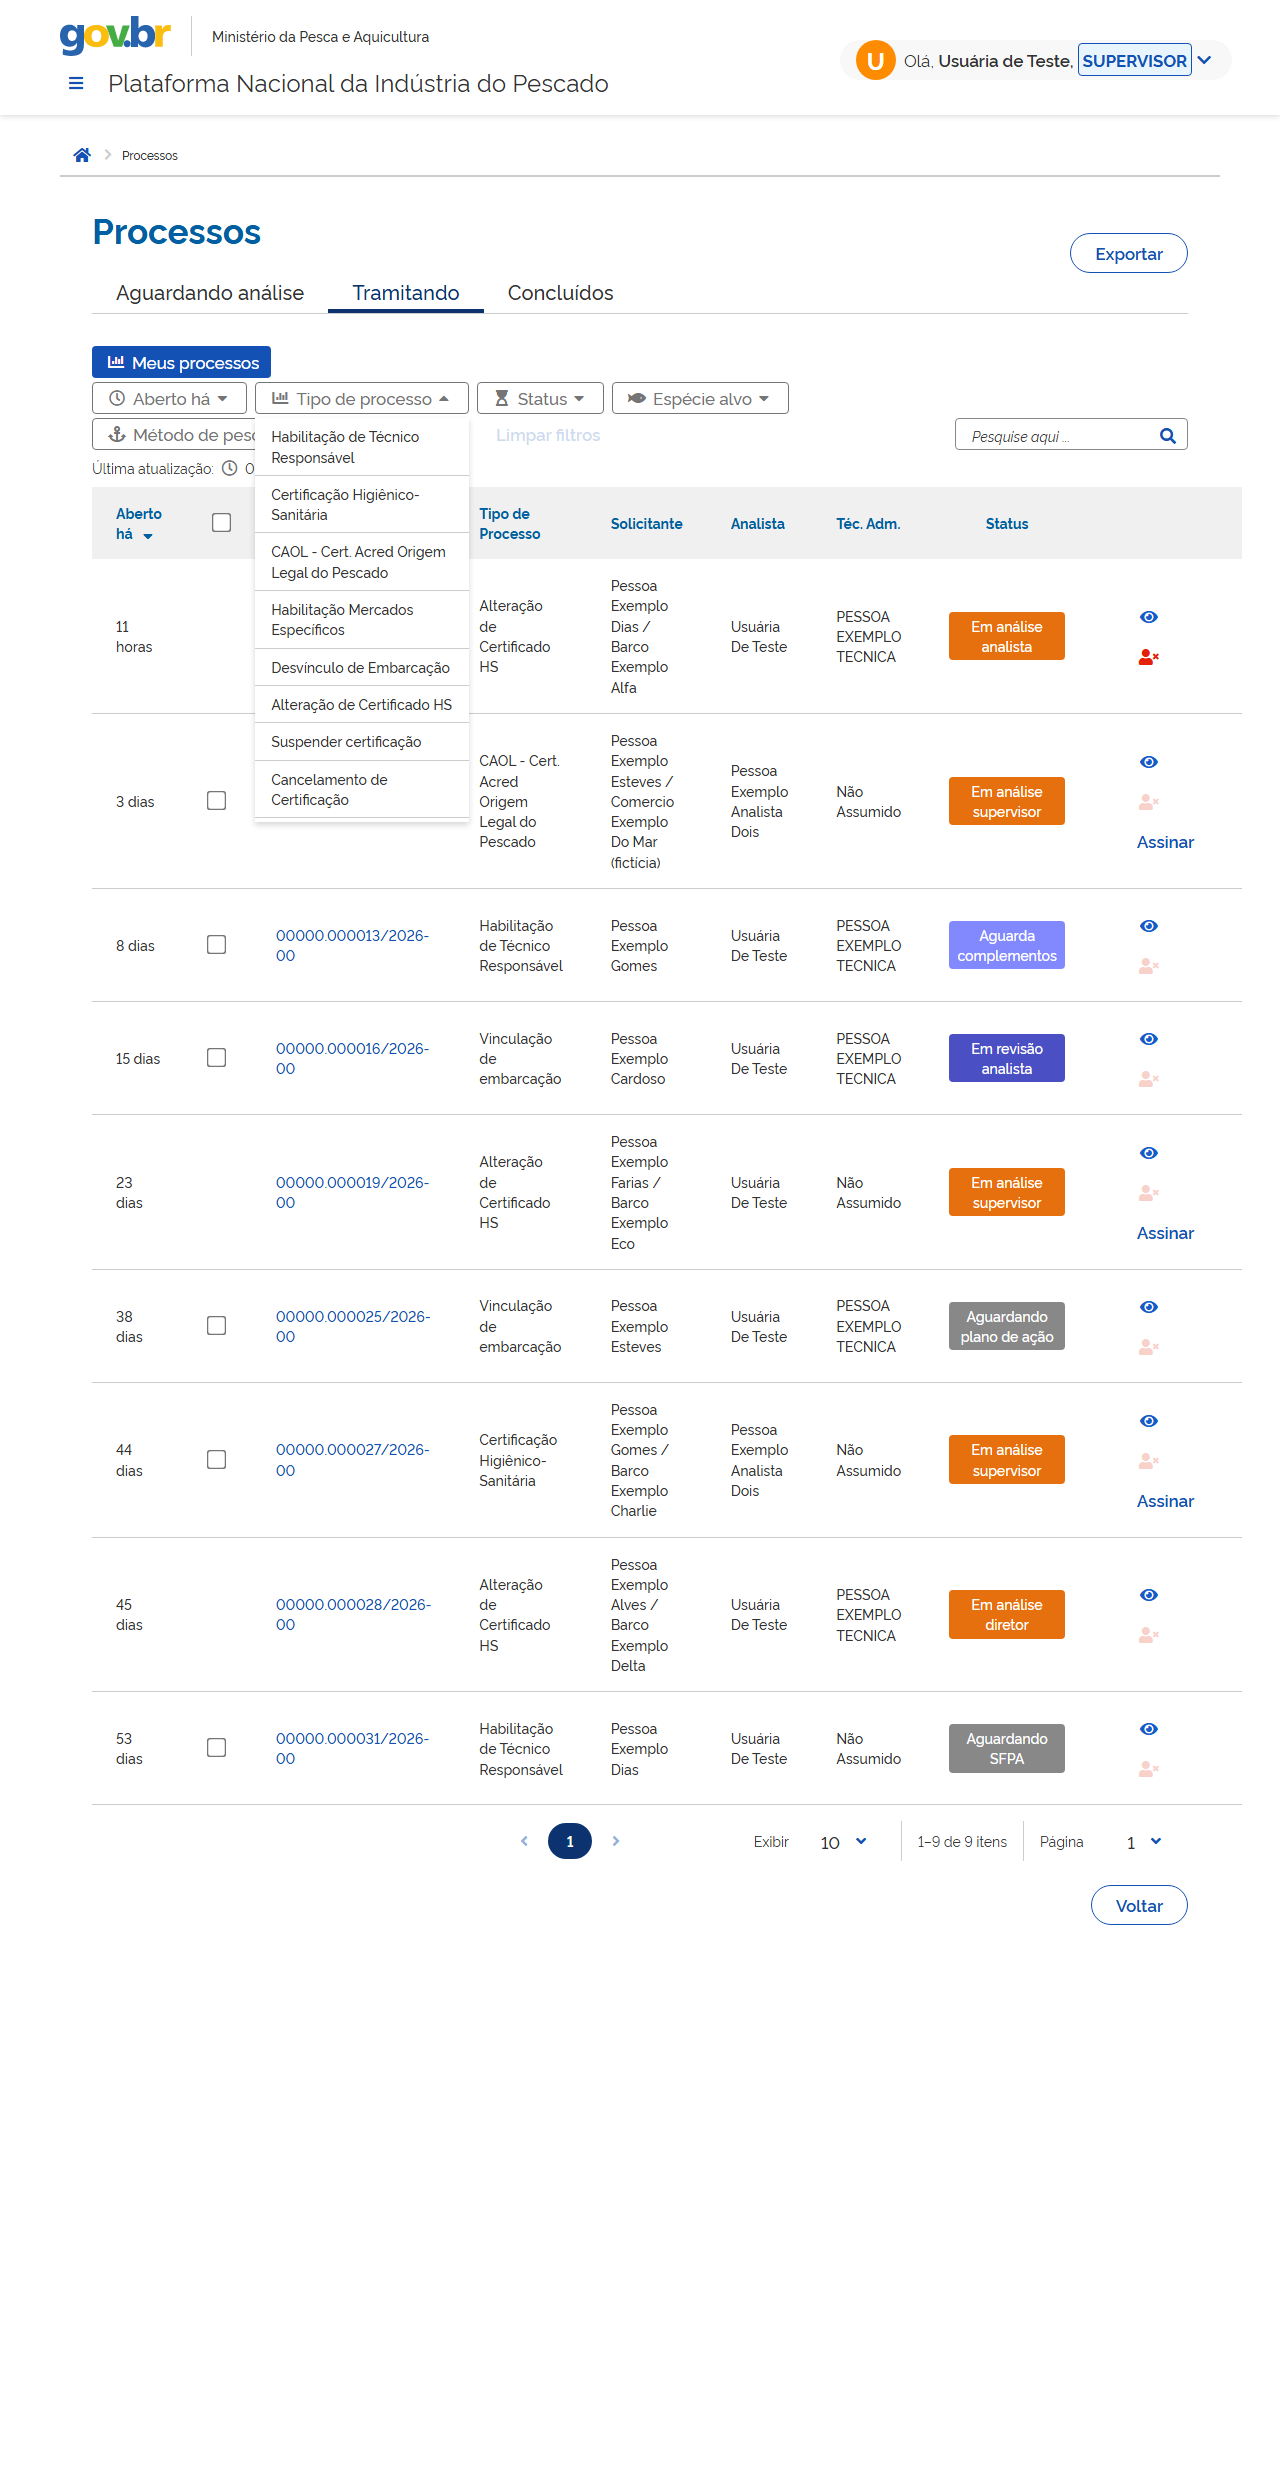 gov.br
Ministério da Pesca e Aquicultura
Plataforma Nacional da Indústria do Pescado
U Olá, Usuária de Teste, SUPERVISOR
Processos
Processos
Exportar
Aguardando análise Tramitando Concluídos
Meus processos
Aberto há Tipo de processo Status Espécie alvo
Método de Limpar filtros Pesquise aqui ...
Última atualização:
Habilitação de Técnico
Responsável
Certificação Higiênico-
Sanitária
CAOL - Cert. Acred Origem
Legal do Pescado
Habilitação Mercados
Específicos
Desvínculo de Embarcação
Alteração de Certificado HS
Suspender certificação
Cancelamento de
Certificação
Aberto
há
Tipo de
Processo
Solicitante
Analista
Téc. Adm.
Status
11
horas
Alteração
de
Certificado
HS
Pessoa
Exemplo
Dias /
Barco
Exemplo
Alfa
Usuária
De Teste
PESSOA
EXEMPLO
TECNICA
Em análise
analista
3 dias
CAOL - Cert.
Acred
Origem
Legal do
Pescado
Pessoa
Exemplo
Esteves /
Comercio
Exemplo
Do Mar
(fictícia)
Pessoa
Exemplo
Analista
Dois
Não
Assumido
Em análise
supervisor
Assinar
8 dias
00000.000013/2026-
00
Habilitação
de Técnico
Responsável
Pessoa
Exemplo
Gomes
Usuária
De Teste
PESSOA
EXEMPLO
TECNICA
Aguarda
complementos
15 dias
00000.000016/2026-
00
Vinculação
de
embarcação
Pessoa
Exemplo
Cardoso
Usuária
De Teste
PESSOA
EXEMPLO
TECNICA
Em revisão
analista
23
dias
00000.000019/2026-
00
Alteração
de
Certificado
HS
Pessoa
Exemplo
Farias /
Barco
Exemplo
Eco
Usuária
De Teste
Não
Assumido
Em análise
supervisor
Assinar
38
dias
00000.000025/2026-
00
Vinculação
de
embarcação
Pessoa
Exemplo
Esteves
Usuária
De Teste
PESSOA
EXEMPLO
TECNICA
Aguardando
plano de ação
44
dias
00000.000027/2026-
00
Certificação
Higiênico-
Sanitária
Pessoa
Exemplo
Gomes /
Barco
Exemplo
Charlie
Pessoa
Exemplo
Analista
Dois
Não
Assumido
Em análise
supervisor
Assinar
45
dias
00000.000028/2026-
00
Alteração
de
Certificado
HS
Pessoa
Exemplo
Alves /
Barco
Exemplo
Delta
Usuária
De Teste
PESSOA
EXEMPLO
TECNICA
Em análise
diretor
53
dias
00000.000031/2026-
00
Habilitação
de Técnico
Responsável
Pessoa
Exemplo
Dias
Usuária
De Teste
Não
Assumido
Aguardando
SFPA
1 Exibir 10 1–9 de 9 itens Página 1
Voltar